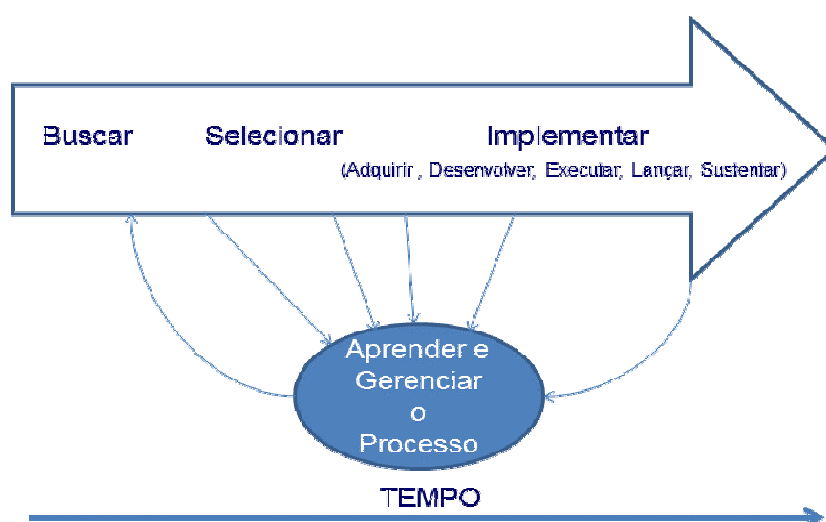 Buscar Selecionar Implementar
(Adquirir , Desenvolver, Executar, Lançar, Sustentar)
Aprender e
Gerenciar
o
Processo
TEMPO